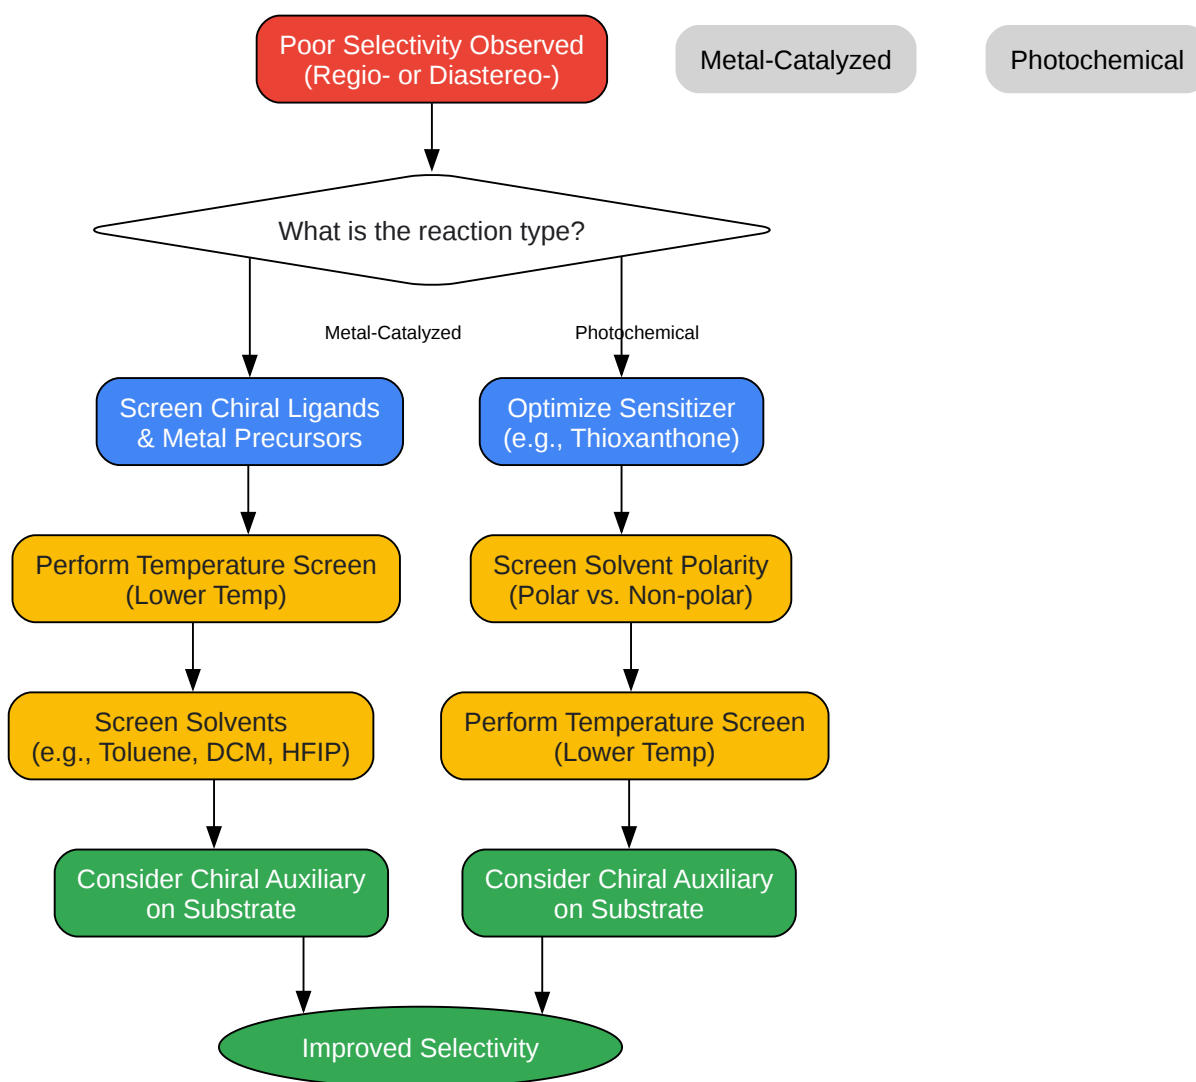 Poor Selectivity Observed
(Regio- or Diastereo-)
Metal-Catalyzed
Photochemical
What is the reaction type?
Metal-Catalyzed
Photochemical
Screen Chiral Ligands
& Metal Precursors
Optimize Sensitizer
(e.g., Thioxanthone)
Perform Temperature Screen
(Lower Temp)
Screen Solvent Polarity
(Polar vs. Non-polar)
Screen Solvents
(e.g., Toluene, DCM, HFIP)
Perform Temperature Screen
(Lower Temp)
Consider Chiral Auxiliary
on Substrate
Consider Chiral Auxiliary
on Substrate
Improved Selectivity